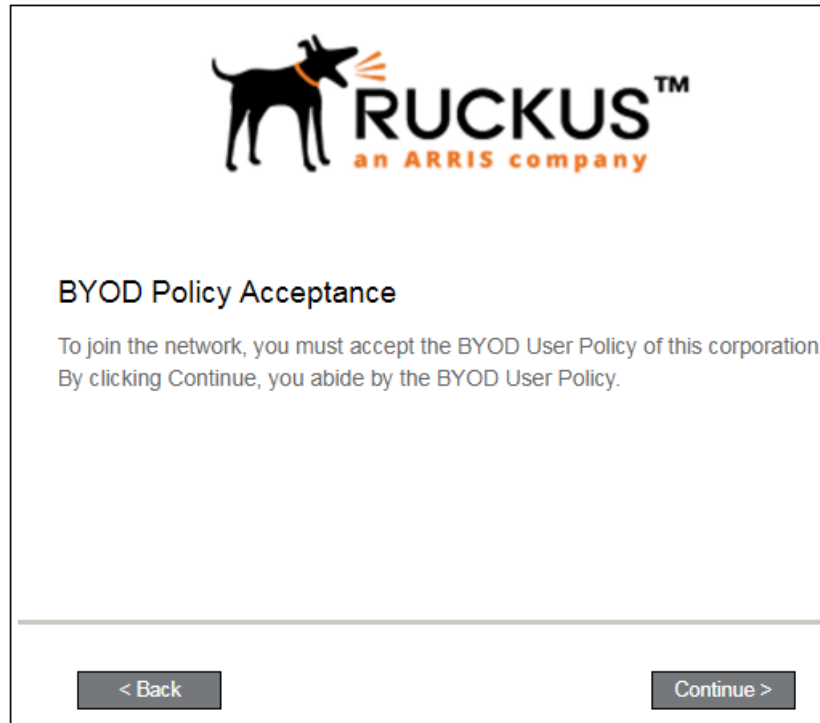 RUCKUS™
an ARRIS company
BYOD Policy Acceptance
To join the network, you must accept the BYOD User Policy of this corporation
By clicking Continue, you abide by the BYOD User Policy.
< Back
Continue >